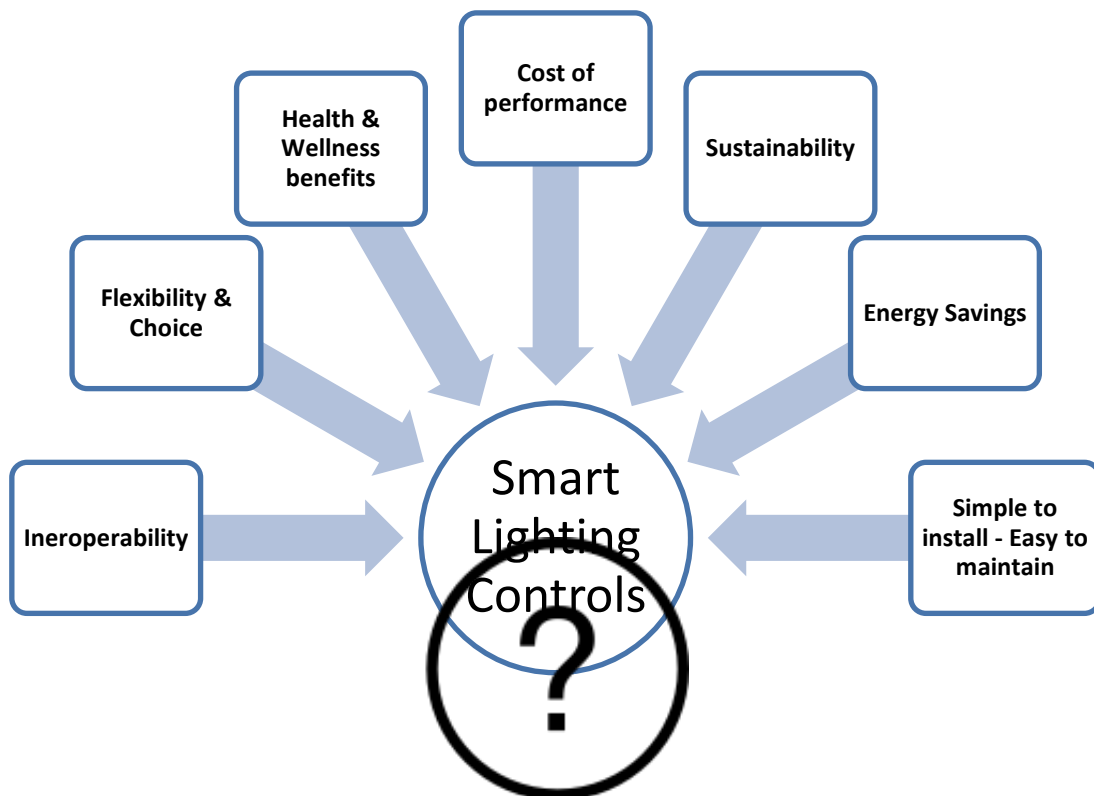 Cost of
performance
Health &
Wellness
benefits
Sustainability
Flexibility &
Choice
Energy Savings
Ineroperability
Smart
Lighting
Controls
Simple to
install - Easy to
maintain
?